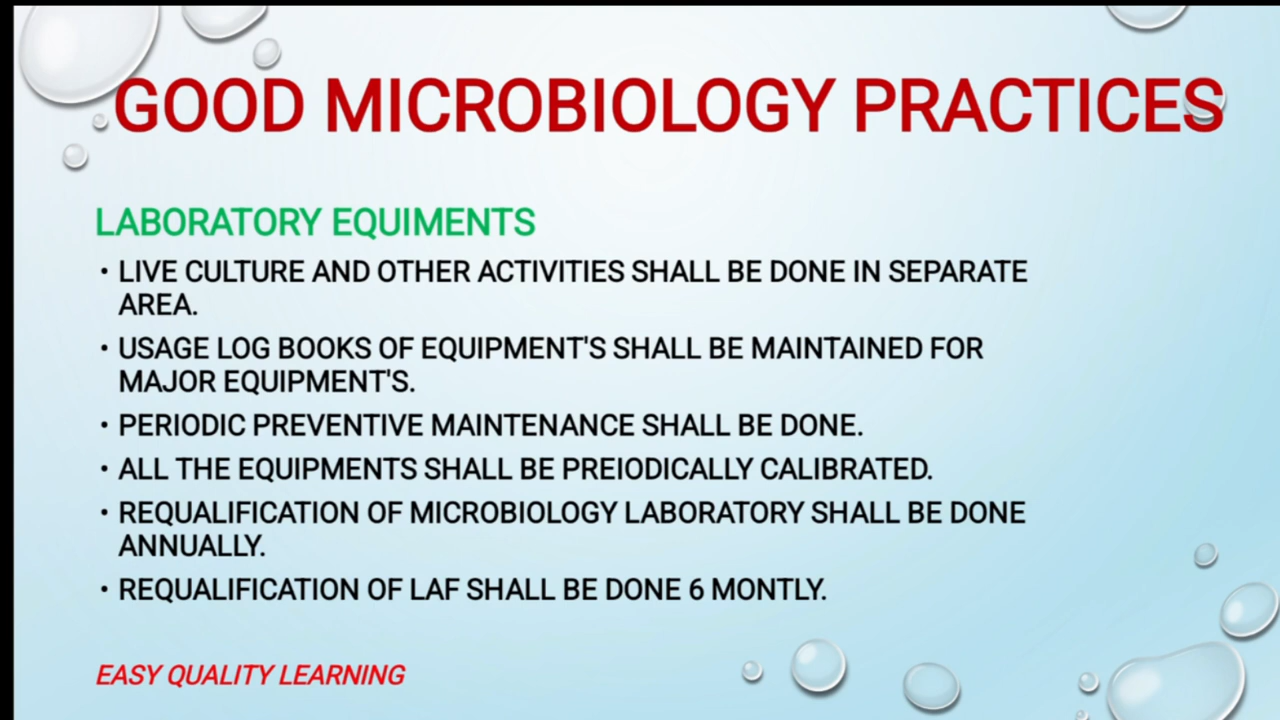 GOOD MICROBIOLOGY PRACTICES
LABORATORY EQUIMENTS
• LIVE CULTURE AND OTHER ACTIVITIES SHALL BE DONE IN SEPARATE
AREA.
• USAGE LOG BOOKS OF EQUIPMENT'S SHALL BE MAINTAINED FOR
MAJOR EQUIPMENT'S.
• PERIODIC PREVENTIVE MAINTENANCE SHALL BE DONE.
• ALL THE EQUIPMENTS SHALL BE PREIODICALLY CALIBRATED.
• REQUALIFICATION OF MICROBIOLOGY LABORATORY SHALL BE DONE
ANNUALLY.
• REQUALIFICATION OF LAF SHALL BE DONE 6 MONTLY.
EASY QUALITY LEARNING